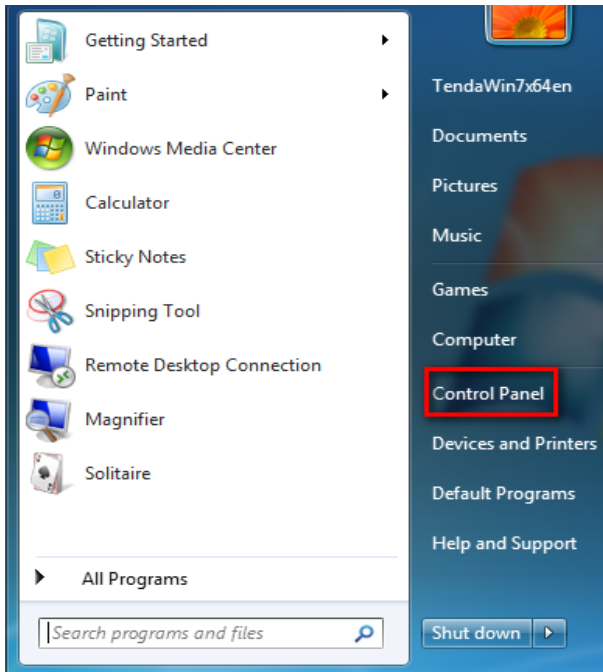 Getting Started
Paint
Windows Media Center
Calculator
Sticky Notes
Snipping Tool
Remote Desktop Connection
Magnifier
Solitaire
All Programs
Search programs and files
TendaWin7x64en
Documents
Pictures
Music
Games
Computer
Control Panel
Devices and Printers
Default Programs
Help and Support
Shut down